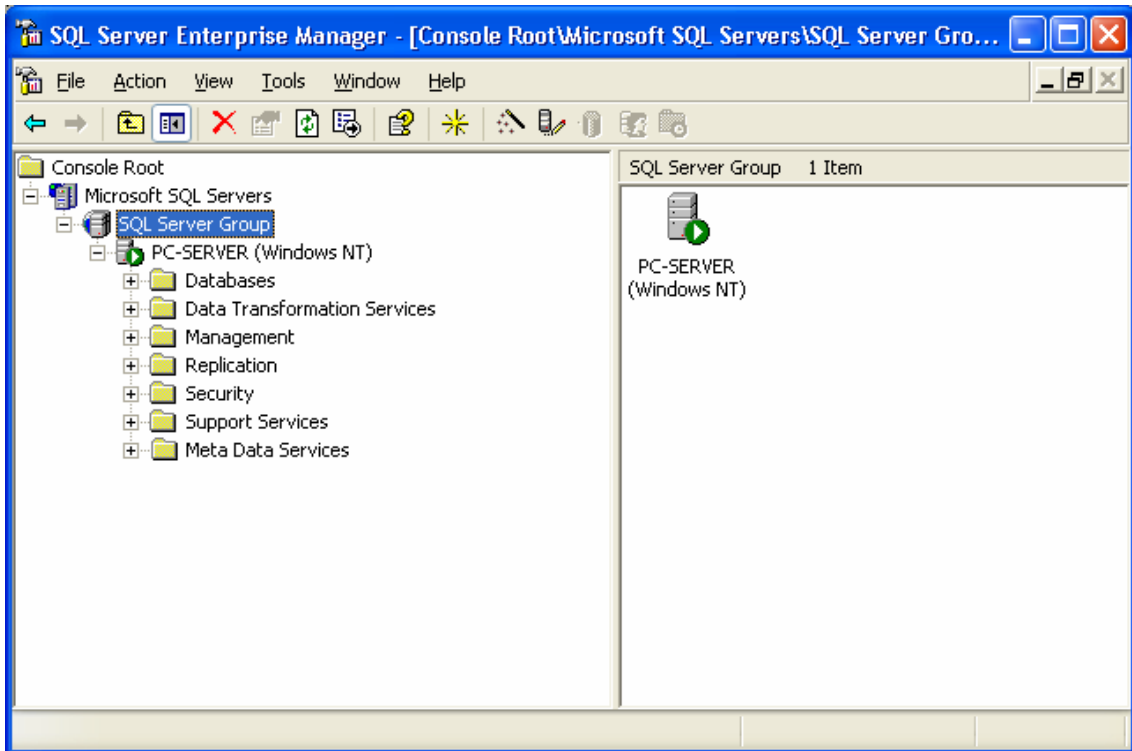 SQL Server Enterprise Manager - [Console Root\Microsoft SQL Servers\SQL Server Gro...
File Action View Tools Window Help
Console Root
Microsoft SQL Servers
SQL Server Group
PC-SERVER (Windows NT)
Databases
Data Transformation Services
Management
Replication
Security
Support Services
Meta Data Services
SQL Server Group 1 Item
PC-SERVER
(Windows NT)